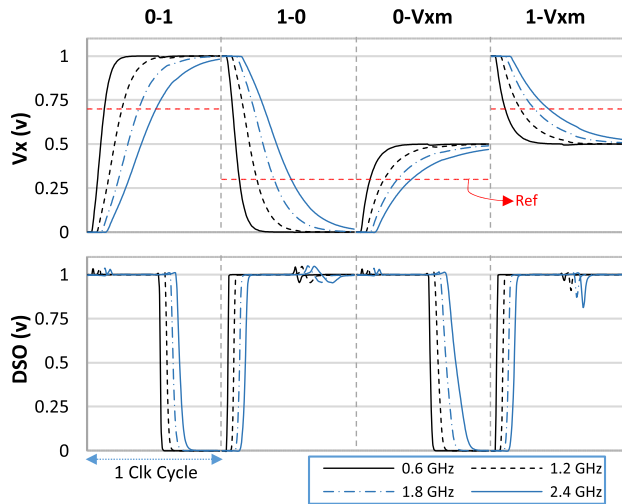 0-1 1-0 0-Vxm 1-Vxm
Vx (v)
1
0.75
0.5
0.25
0
Ref
DSO (v)
1
0.75
0.5
0.25
0
1 Clk Cycle
0.6 GHz 1.2 GHz
1.8 GHz 2.4 GHz